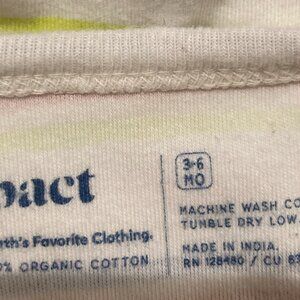 pact
3-6
MO
MACHINE WASH CO
TUMBLE DRY LOW
rth's Favorite Clothing.
MADE IN INDIA.
% ORGANIC COTTON
RN 128480 / CU